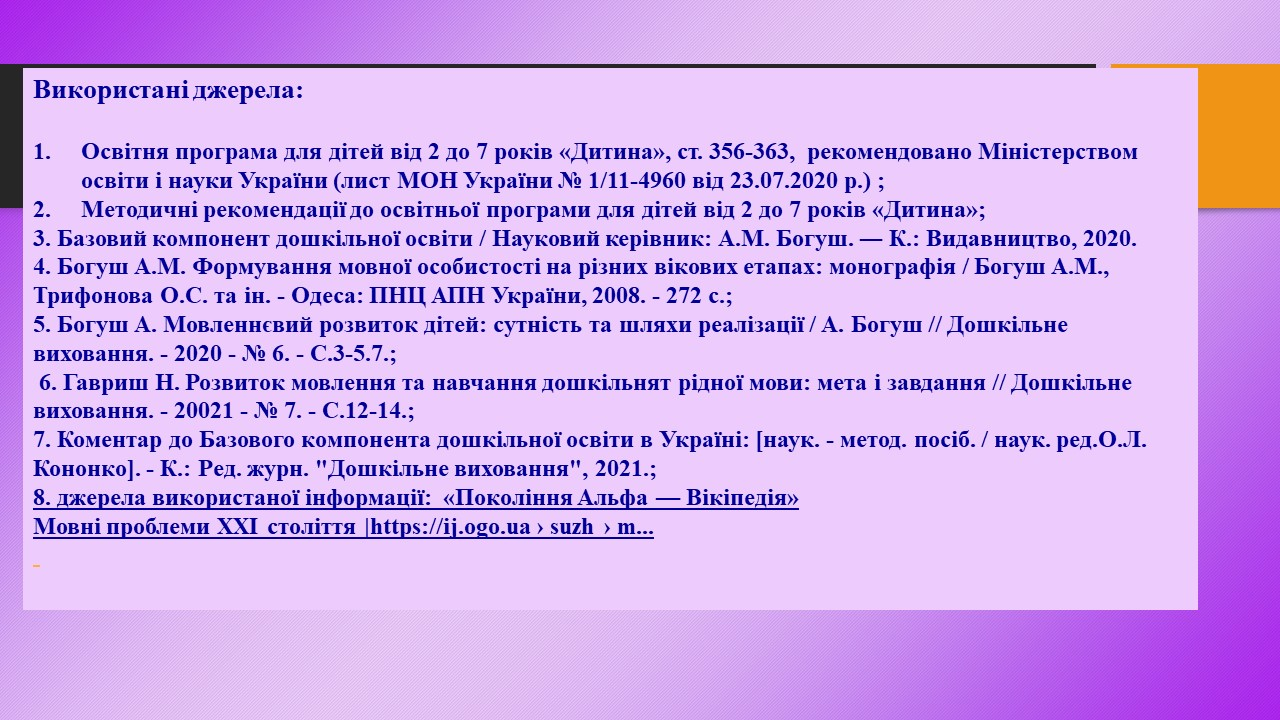 Використані джерела:
1. Освітня програма для дітей від 2 до 7 років «Дитина», ст. 356-363, рекомендовано Міністерством
освіти і науки України (лист МОН України № 1/11-4960 від 23.07.2020 р.) ;
2. Методичні рекомендації до освітньої програми для дітей від 2 до 7 років «Дитина»;
3. Базовий компонент дошкільної освіти / Науковий керівник: А.М. Богуш. — К.: Видавництво, 2020.
4. Богуш А.М. Формування мовної особистості на різних вікових етапах: монографія / Богуш А.М.,
Трифонова О.С. та ін. - Одеса: ПНЦ АПН України, 2008. - 272 с.;
5. Богуш А. Мовленнєвий розвиток дітей: сутність та шляхи реалізації / А. Богуш // Дошкільне
виховання. - 2020 - № 6. - С.3-5.7.;
6. Гавриш Н. Розвиток мовлення та навчання дошкільнят рідної мови: мета і завдання // Дошкільне
виховання. - 20021 - № 7. - С.12-14.;
7. Коментар до Базового компонента дошкільної освіти в Україні: [наук. - метод. посіб. / наук. ред.О.Л.
Кононко]. - К.: Ред. журн. "Дошкільне виховання", 2021.;
8. джерела використаної інформації: «Покоління Альфа — Вікіпедія»
Мовні проблеми ХХІ століття |https://ij.ogo.ua › suzh › m...